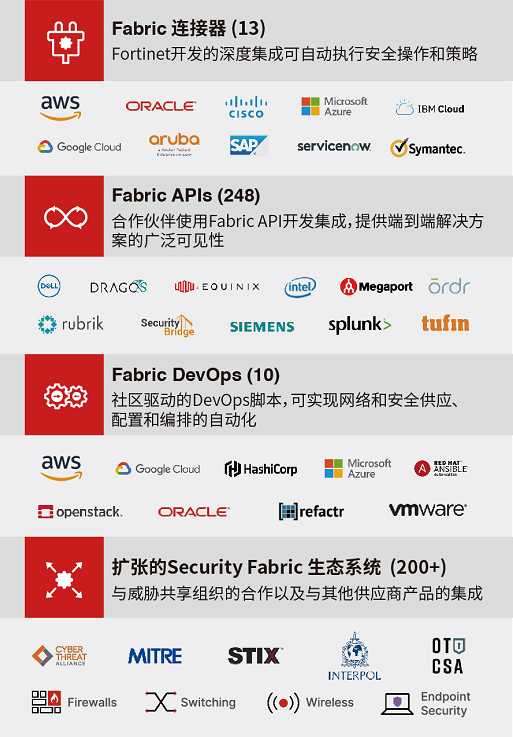 Fabric 连接器 (13)
Fortinet开发的深度集成可自动执行安全操作和策略
aws ORACLE CISCO Microsoft Azure IBM Cloud
Google Cloud aruba a Hewlett Packard Enterprise company SAP servicenow Symantec.
Fabric APIs (248)
合作伙伴使用Fabric API开发集成,提供端到端解决方
案的广泛可见性
DELL DRAGOS EQUINIX intel Megaport ordr
rubrik Security Bridge SIEMENS splunk> tufin
Fabric DevOps (10)
社区驱动的DevOps脚本,可实现网络和安全供应、
配置和编排的自动化
aws Google Cloud HashiCorp Microsoft Azure RED HAT ANSIBLE Automation
openstack. ORACLE refactr vmware
扩张的Security Fabric 生态系统 (200+)
与威胁共享组织的合作以及与其他供应商产品的集成
CYBER THREAT ALLIANCE MITRE STIX INTERPOL OT CSA
Firewalls Switching Wireless Endpoint Security